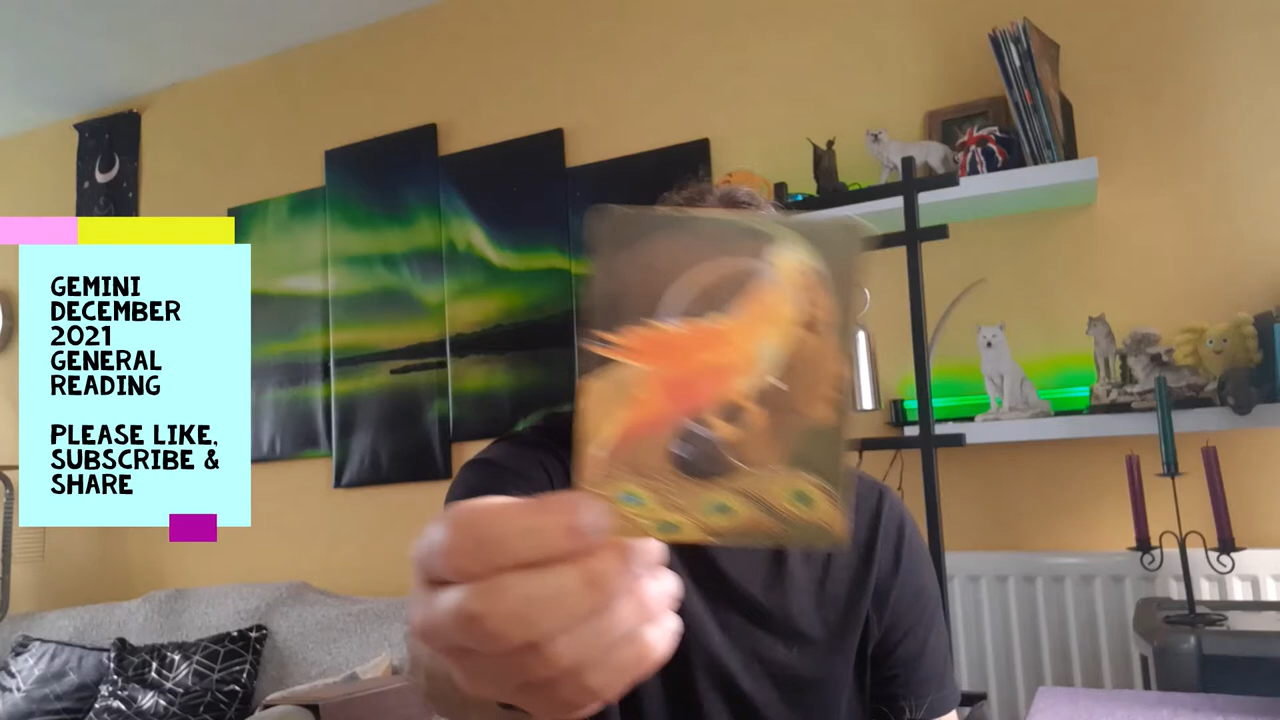 GEMINI
DECEMBER
2021
GENERAL
READING
PLEASE LIKE,
SUBSCRIBE &
SHARE